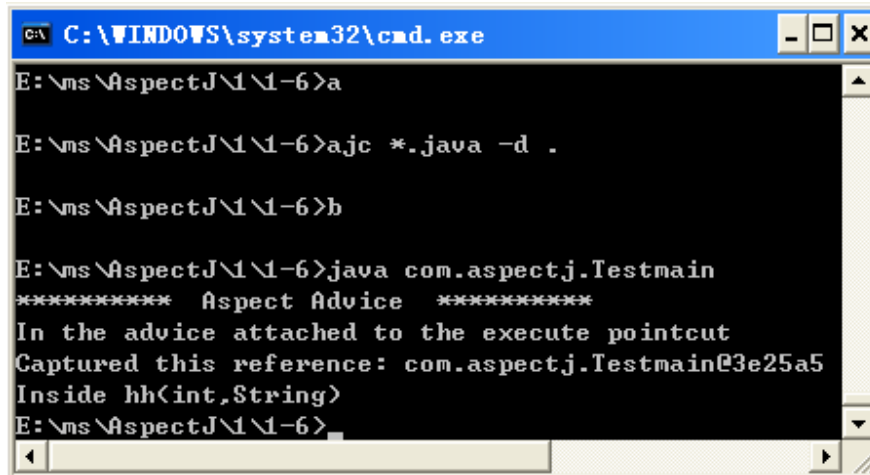 C:\WINDOWS\system32\cmd.exe
E:\ms\AspectJ\1\1-6>a
E:\ms\AspectJ\1\1-6>ajc *.java -d .
E:\ms\AspectJ\1\1-6>b
E:\ms\AspectJ\1\1-6>java com.aspectj.Testmain
********** Aspect Advice **********
In the advice attached to the execute pointcut
Captured this reference: com.aspectj.Testmain@3e25a5
Inside hh(int,String)
E:\ms\AspectJ\1\1-6>_